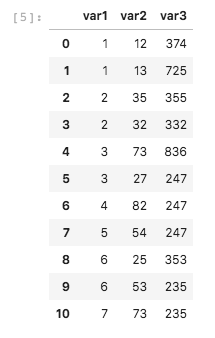 [5]: var1 var2 var3
0 1 12 374
1 1 13 725
2 2 35 355
3 2 32 332
4 3 73 836
5 3 27 247
6 4 82 247
7 5 54 247
8 6 25 353
9 6 53 235
10 7 73 235